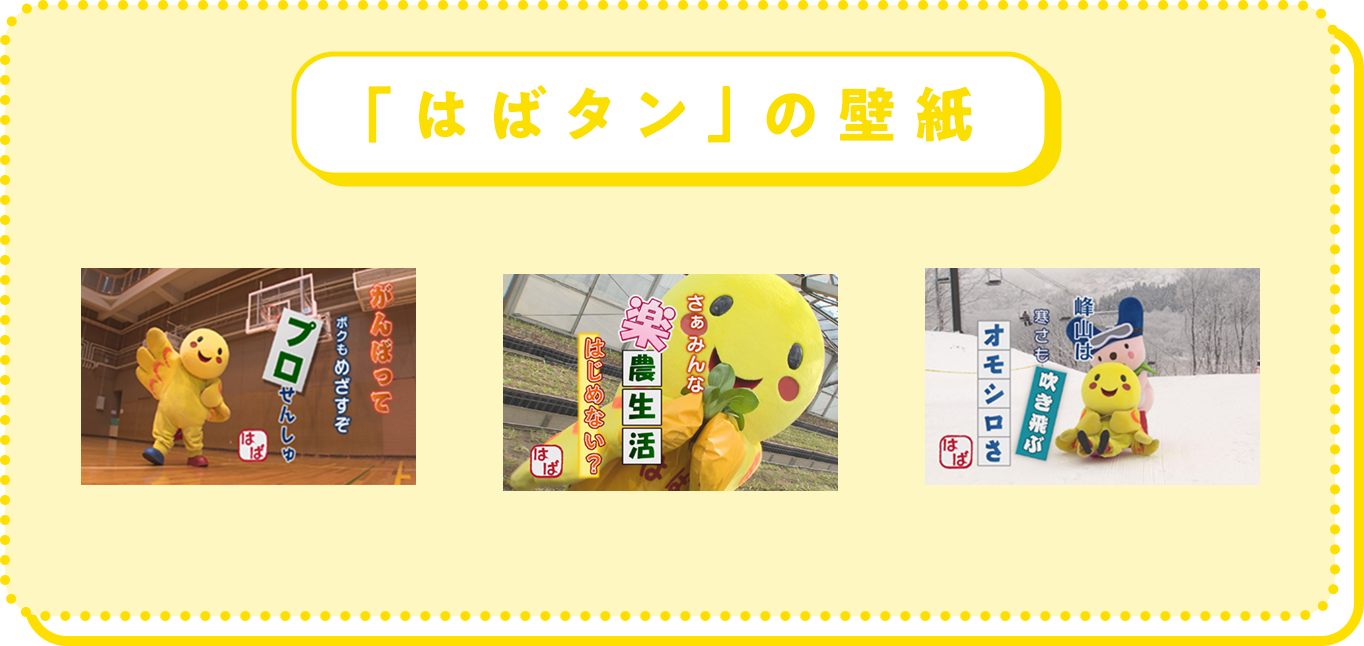 「はばタン」の壁紙
がんばって
ボクもめざすぞ
プロせんしゅ
はば
さぁみんな
楽農生活
はじめない？
はば
はば
峰山は
寒さも
吹き飛ぶ
オモシロさ
はば